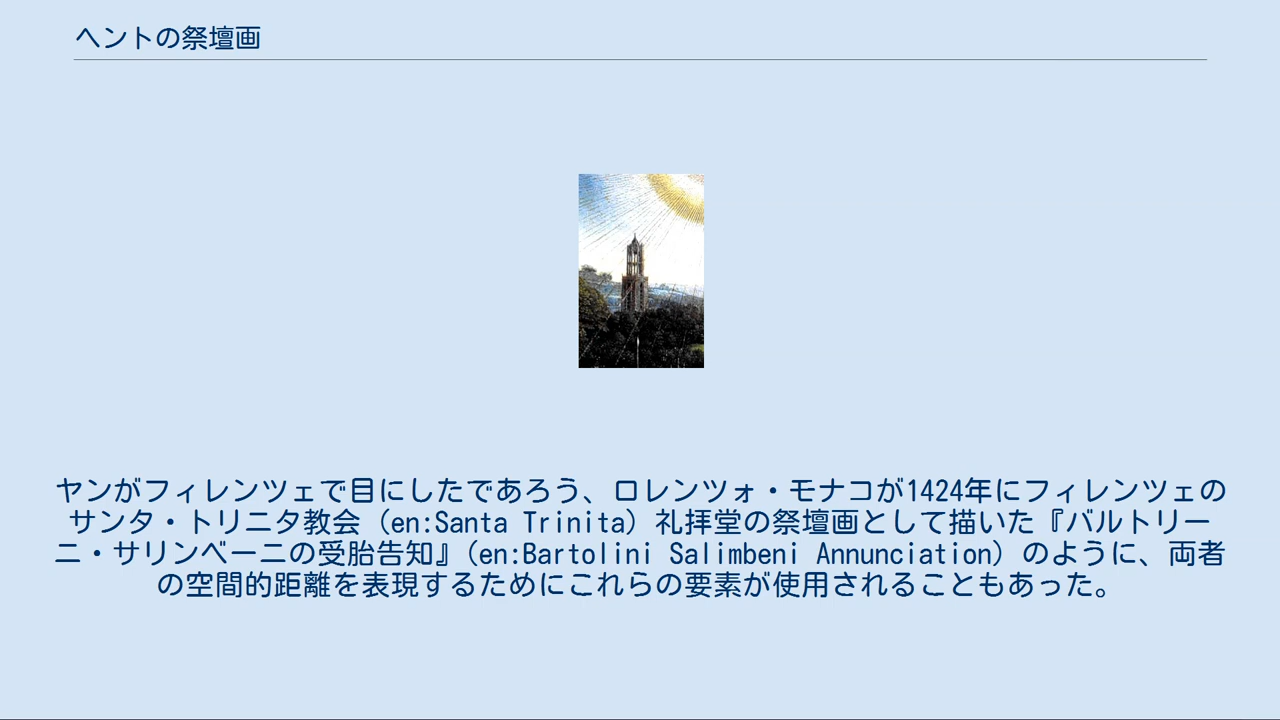 ヘントの祭壇画
ヤンがフィレンツェで目にしたであろう、ロレンツォ・モナコが1424年にフィレンツェの
サンタ・トリニタ教会（en:Santa Trinita）礼拝堂の祭壇画として描いた『バルトリー
ニ・サリンベーニの受胎告知』（en:Bartolini Salimbeni Annunciation）のように、両者
の空間的距離を表現するためにこれらの要素が使用されることもあった。